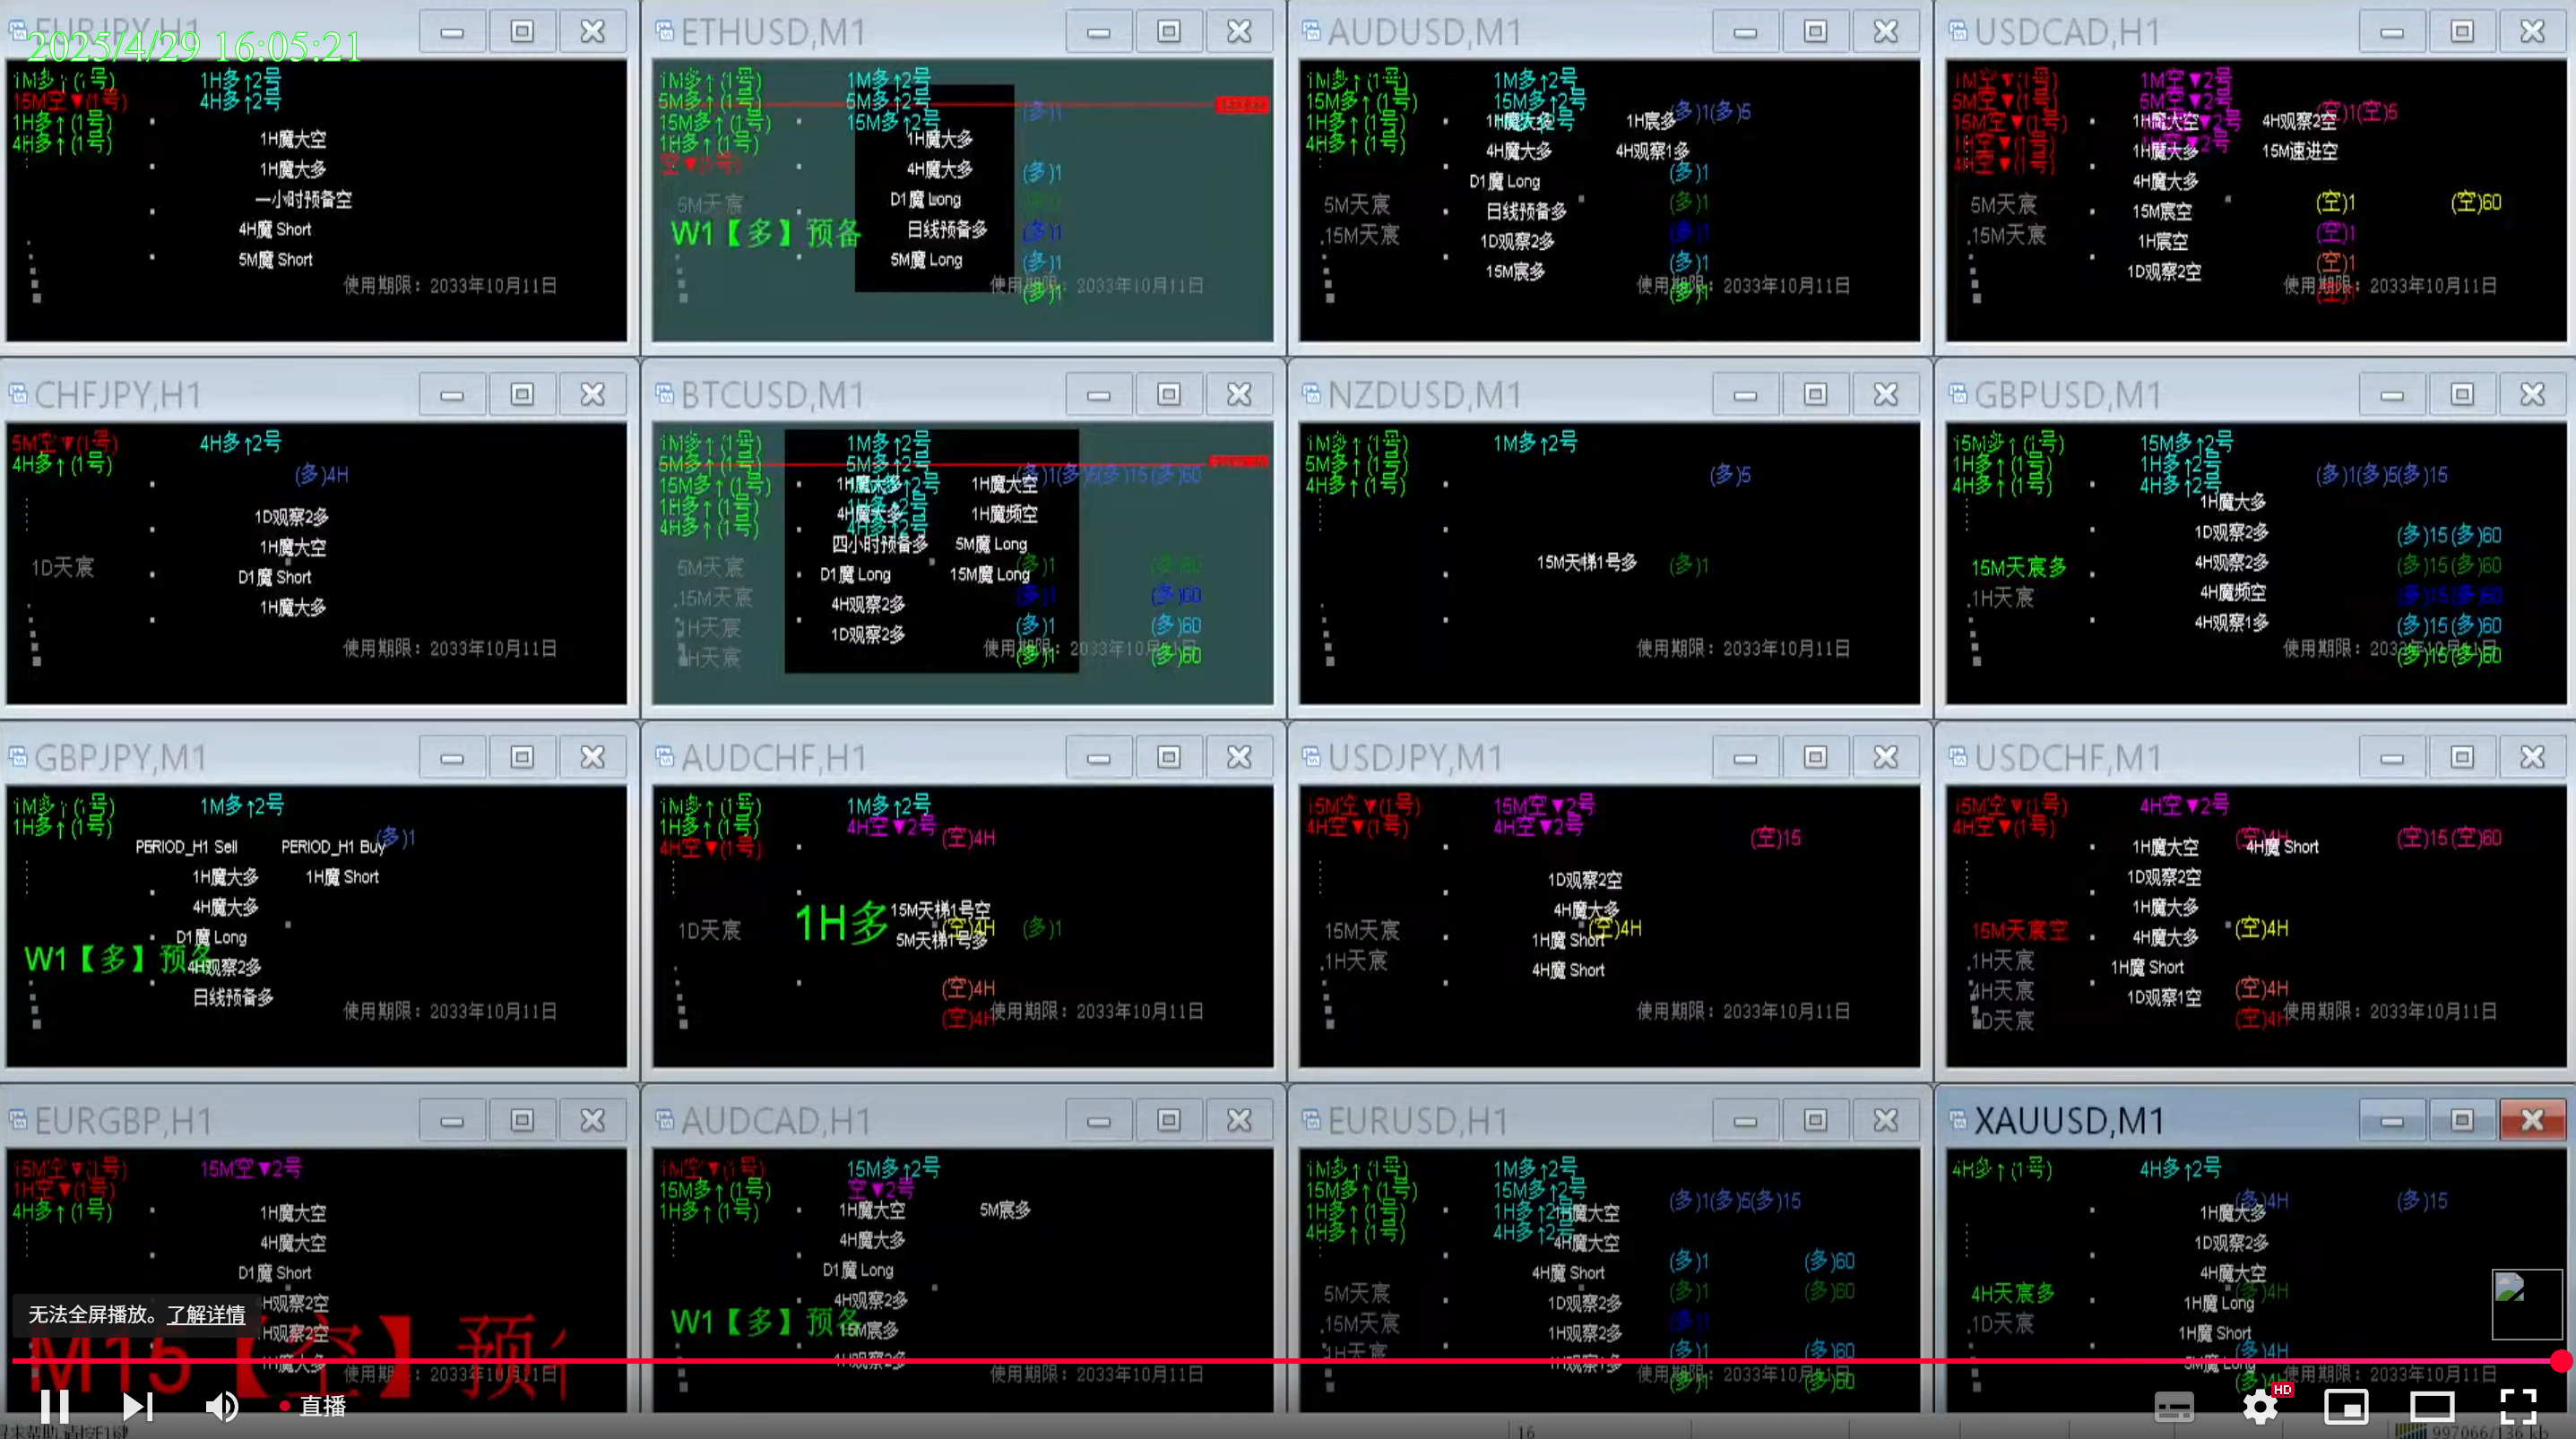 EURJPY,H1
2025/4/29 16:05:21
1M多↑(1号)
1H多↑2号
15M空▼(1号)
4H多↑2号
1H多↑(1号)
4H多↑(1号)
1H魔大空
1H魔大多
一小时预备空
4H魔 Short
5M魔 Short
使用期限：2033年10月11日
ETHUSD,M1
1M多↑(1号)
1M多↑2号
5M多↑(1号)
5M多↑2号
15M多↑(1号)
15M多↑2号
1H多↑(1号)
空▼(1号)
(多)1
1H魔大多
4H魔大多
(多)1
D1魔 Long
5M天宸
W1【多】预备
日线预备多
(多)1
5M魔 Long
(多)1
(多)1
使用期限：2033年10月11日
AUDUSD,M1
1M多↑(1号)
1M多↑2号
15M多↑(1号)
15M多↑2号
1H多↑(1号)
4H多↑(1号)
(多)1(多)5
1H魔大多
1H宸多
4H魔大多
4H观察1多
(多)1
D1魔 Long
5M天宸
日线预备多
(多)1
.15M天宸
1D观察2多
(多)1
15M宸多
(多)1
(多)1
使用期限：2033年10月11日
USDCAD,H1
1M空▼(1号)
1M空▼2号
5M空▼(1号)
5M空▼2号
15M空▼(1号)
1H空▼(1号)
4H空▼(1号)
(空)1(空)5
1H魔大空
4H观察2空
1H魔大多
15M速进空
4H魔大多
5M天宸
15M宸空
(空)1
(空)60
.15M天宸
1H宸空
(空)1
1D观察2空
(空)1
使用期限：2033年10月11日
CHFJPY,H1
5M空▼(1号)
4H多↑2号
4H多↑(1号)
(多)4H
1D观察2多
1H魔大空
1D天宸
D1魔 Short
1H魔大多
使用期限：2033年10月11日
BTCUSD,M1
1M多↑(1号)
1M多↑2号
5M多↑(1号)
5M多↑2号
15M多↑(1号)
1H多↑(1号)
4H多↑(1号)
4H多↑2号
(多)1(多)5(多)15(多)60
1H魔大多
1H魔大空
4H魔大多
1H魔频空
四小时预备多
5M魔 Long
5M天宸
D1魔 Long
15M魔 Long
(多)1
(多)60
.15M天宸
4H观察2多
(多)1
(多)60
1H天宸
1D观察2多
(多)1
(多)60
H天宸
(多)1
(多)60
使用期限：2033年10月11日
NZDUSD,M1
1M多↑(1号)
1M多↑2号
5M多↑(1号)
4H多↑(1号)
(多)5
15M天梯1号多
(多)1
使用期限：2033年10月11日
GBPUSD,M1
15M多↑(1号)
15M多↑2号
1H多↑(1号)
1H多↑2号
4H多↑(1号)
4H多↑2号
(多)1(多)5(多)15
1H魔大多
1D观察2多
(多)15(多)60
4H观察2多
15M天宸多
(多)15(多)60
4H魔频空
.1H天宸
(多)15(多)60
4H观察1多
(多)15(多)60
(多)15(多)60
使用期限：2033年10月11日
GBPJPY,M1
1M多↑(1号)
1M多↑2号
1H多↑(1号)
(多)1
PERIOD_H1 Sell
PERIOD_H1 Buy
1H魔大多
1H魔 Short
4H魔大多
D1魔 Long
W1【多】预备
4H观察2多
日线预备多
使用期限：2033年10月11日
AUDCHF,H1
1M多↑(1号)
1M多↑2号
1H多↑(1号)
4H空▼2号
4H空▼(1号)
(空)4H
1H多
15M天梯1号空
1D天宸
(空)4H
(多)1
5M天梯1号多
(空)4H
(空)4H
使用期限：2033年10月11日
USDJPY,M1
15M空▼(1号)
15M空▼2号
4H空▼(1号)
4H空▼2号
(空)15
1D观察2空
4H魔大多
15M天宸
(空)4H
1H魔 Short
.1H天宸
4H魔 Short
使用期限：2033年10月11日
USDCHF,M1
15M空▼(1号)
4H空▼2号
4H空▼(1号)
(空)4H
(空)15(空)60
1H魔大空
4H魔 Short
1D观察2空
1H魔大多
15M天宸空
(空)4H
4H魔大多
.1H天宸
1H魔 Short
4H天宸
1D观察1空
(空)4H
D天宸
(空)4H
使用期限：2033年10月11日
EURGBP,H1
15M空▼(1号)
15M空▼2号
1H空▼(1号)
4H多↑(1号)
1H魔大空
4H魔大空
D1魔 Short
4H观察2空
1H观察2空
M15【空】预
1H魔大多
使用期限：2033年10月11日
AUDCAD,H1
1M空▼(1号)
15M多↑2号
15M多↑(1号)
空▼2号
1H多↑(1号)
1H魔大空
5M宸多
4H魔大多
D1魔 Long
4H观察2多
W1【多】预备
15M宸多
使用期限：2033年10月11日
EURUSD,H1
1M多↑(1号)
1M多↑2号
15M多↑(1号)
15M多↑2号
1H多↑(1号)
4H多↑(1号)
4H多↑2号
(多)1(多)5(多)15
1H魔大空
4H魔大空
(多)1
(多)60
4H魔 Short
5M天宸
(多)1
(多)60
1D观察2多
.15M天宸
(多)1
1H观察2多
1H天宸
(多)1
(多)60
(多)1
(多)60
使用期限：2033年10月11日
XAUUSD,M1
4H多↑(1号)
4H多↑2号
(多)4H
(多)15
1H魔大多
1D观察2多
4H魔大空
4H天宸多
(多)4H
1H魔 Long
.1D天宸
1H魔 Short
(多)4H
5M魔 Long
使用期限：2033年10月11日
无法全屏播放。了解详情
直播
HD
16
997066/136 kb